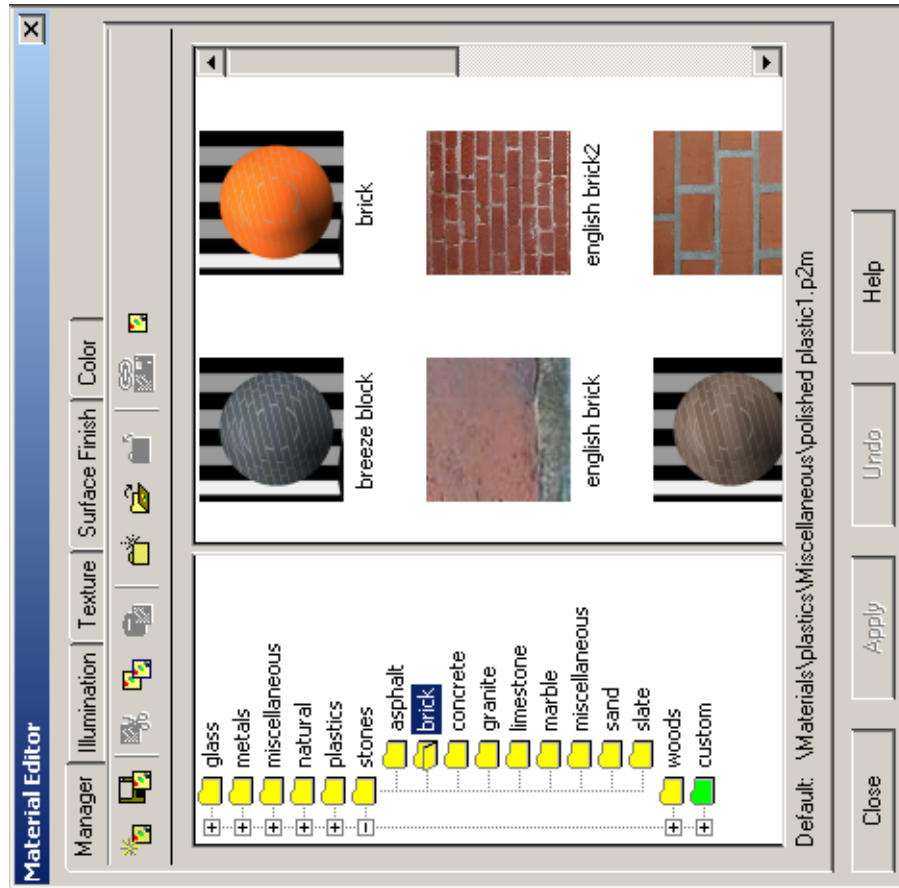 Material Editor
Manager Illumination Texture Surface Finish Color
glass
metals
miscellaneous
natural
plastics
stones
asphalt
brick
concrete
granite
limestone
marble
miscellaneous
sand
slate
woods
custom
breeze block brick
english brick english brick2
Default: \Materials\plastics\Miscellaneous\polished plastic1.p2m
Close Apply Undo Help